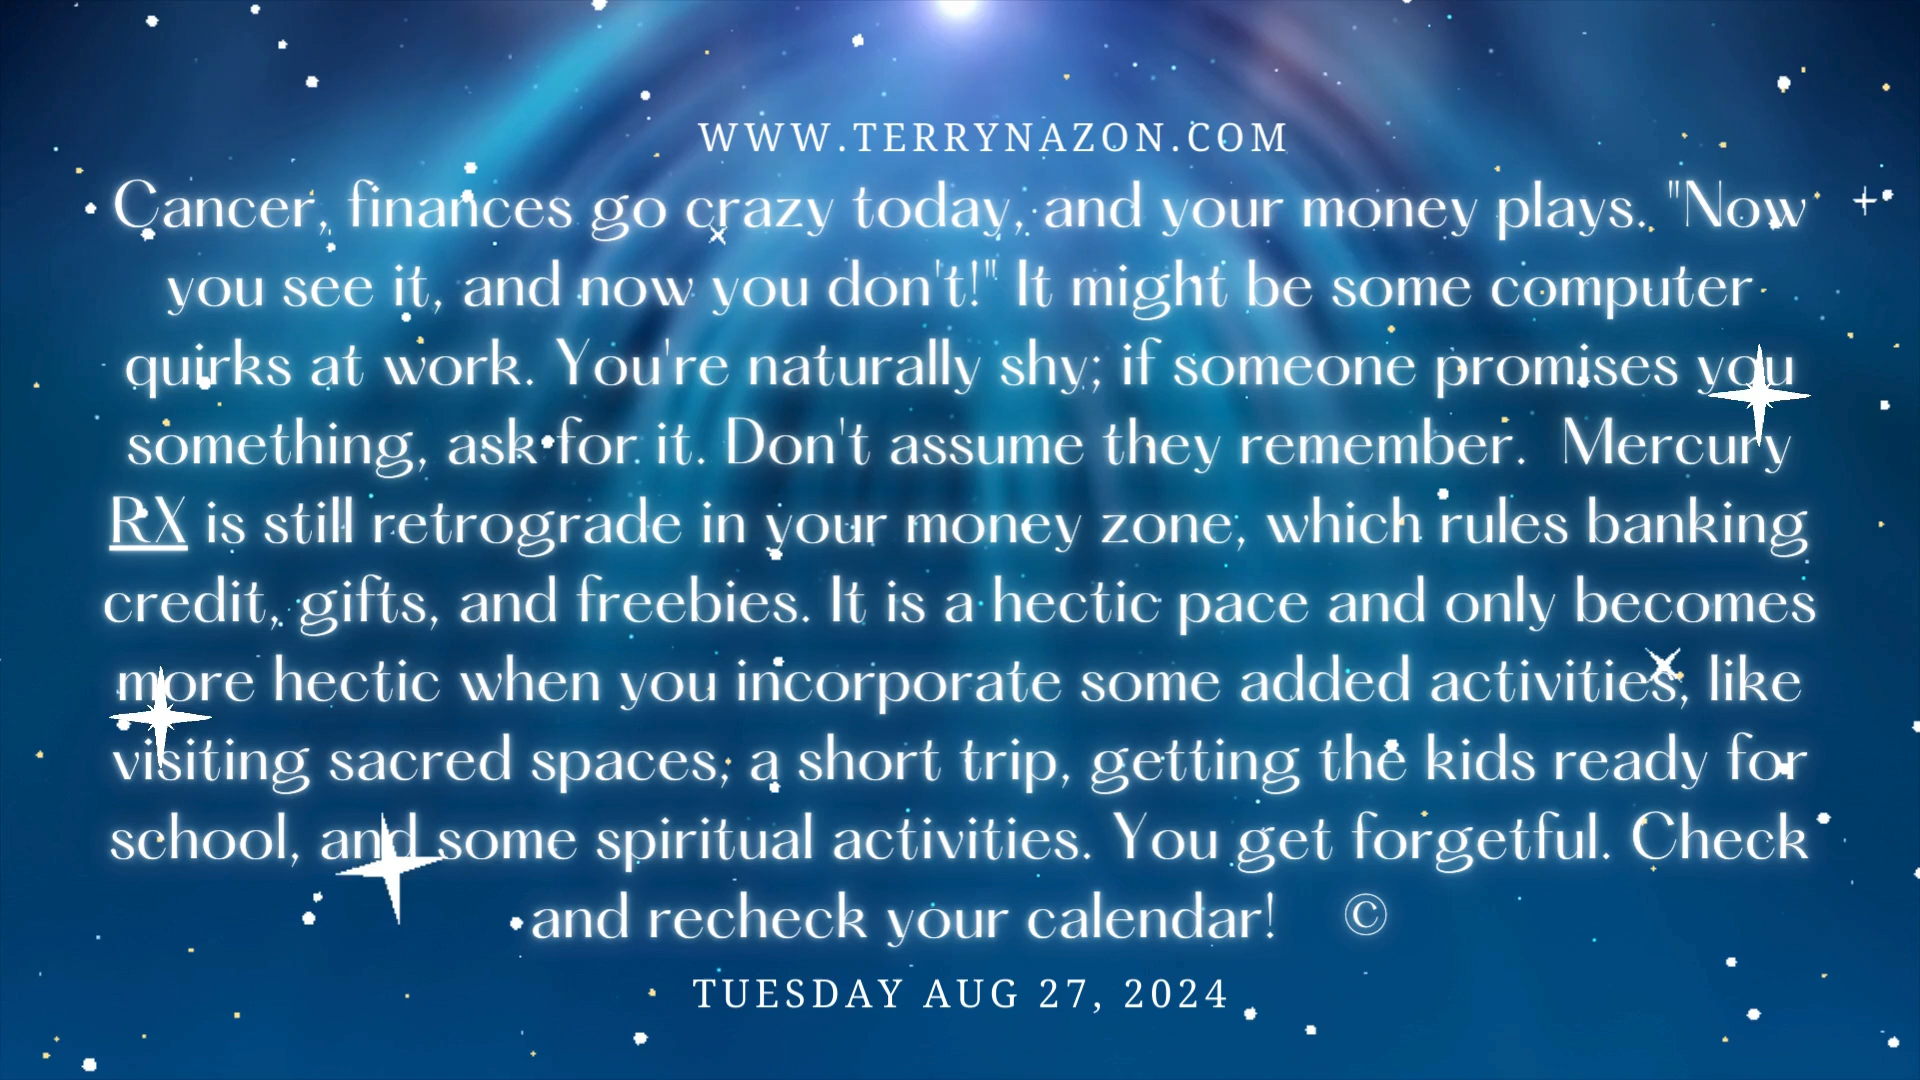 WWW.TERRYNAZON.COM
Cancer, finances go crazy today, and your money plays. "Now
you see it, and now you don't!" It might be some computer
quirks at work. You're naturally shy; if someone promises you
something, ask for it. Don't assume they remember. Mercury
RX is still retrograde in your money zone, which rules banking
credit, gifts, and freebies. It is a hectic pace and only becomes
more hectic when you incorporate some added activities, like
visiting sacred spaces; a short trip, getting the kids ready for
school, and some spiritual activities. You get forgetful. Check
and recheck your calendar! ©
TUESDAY AUG 27, 2024